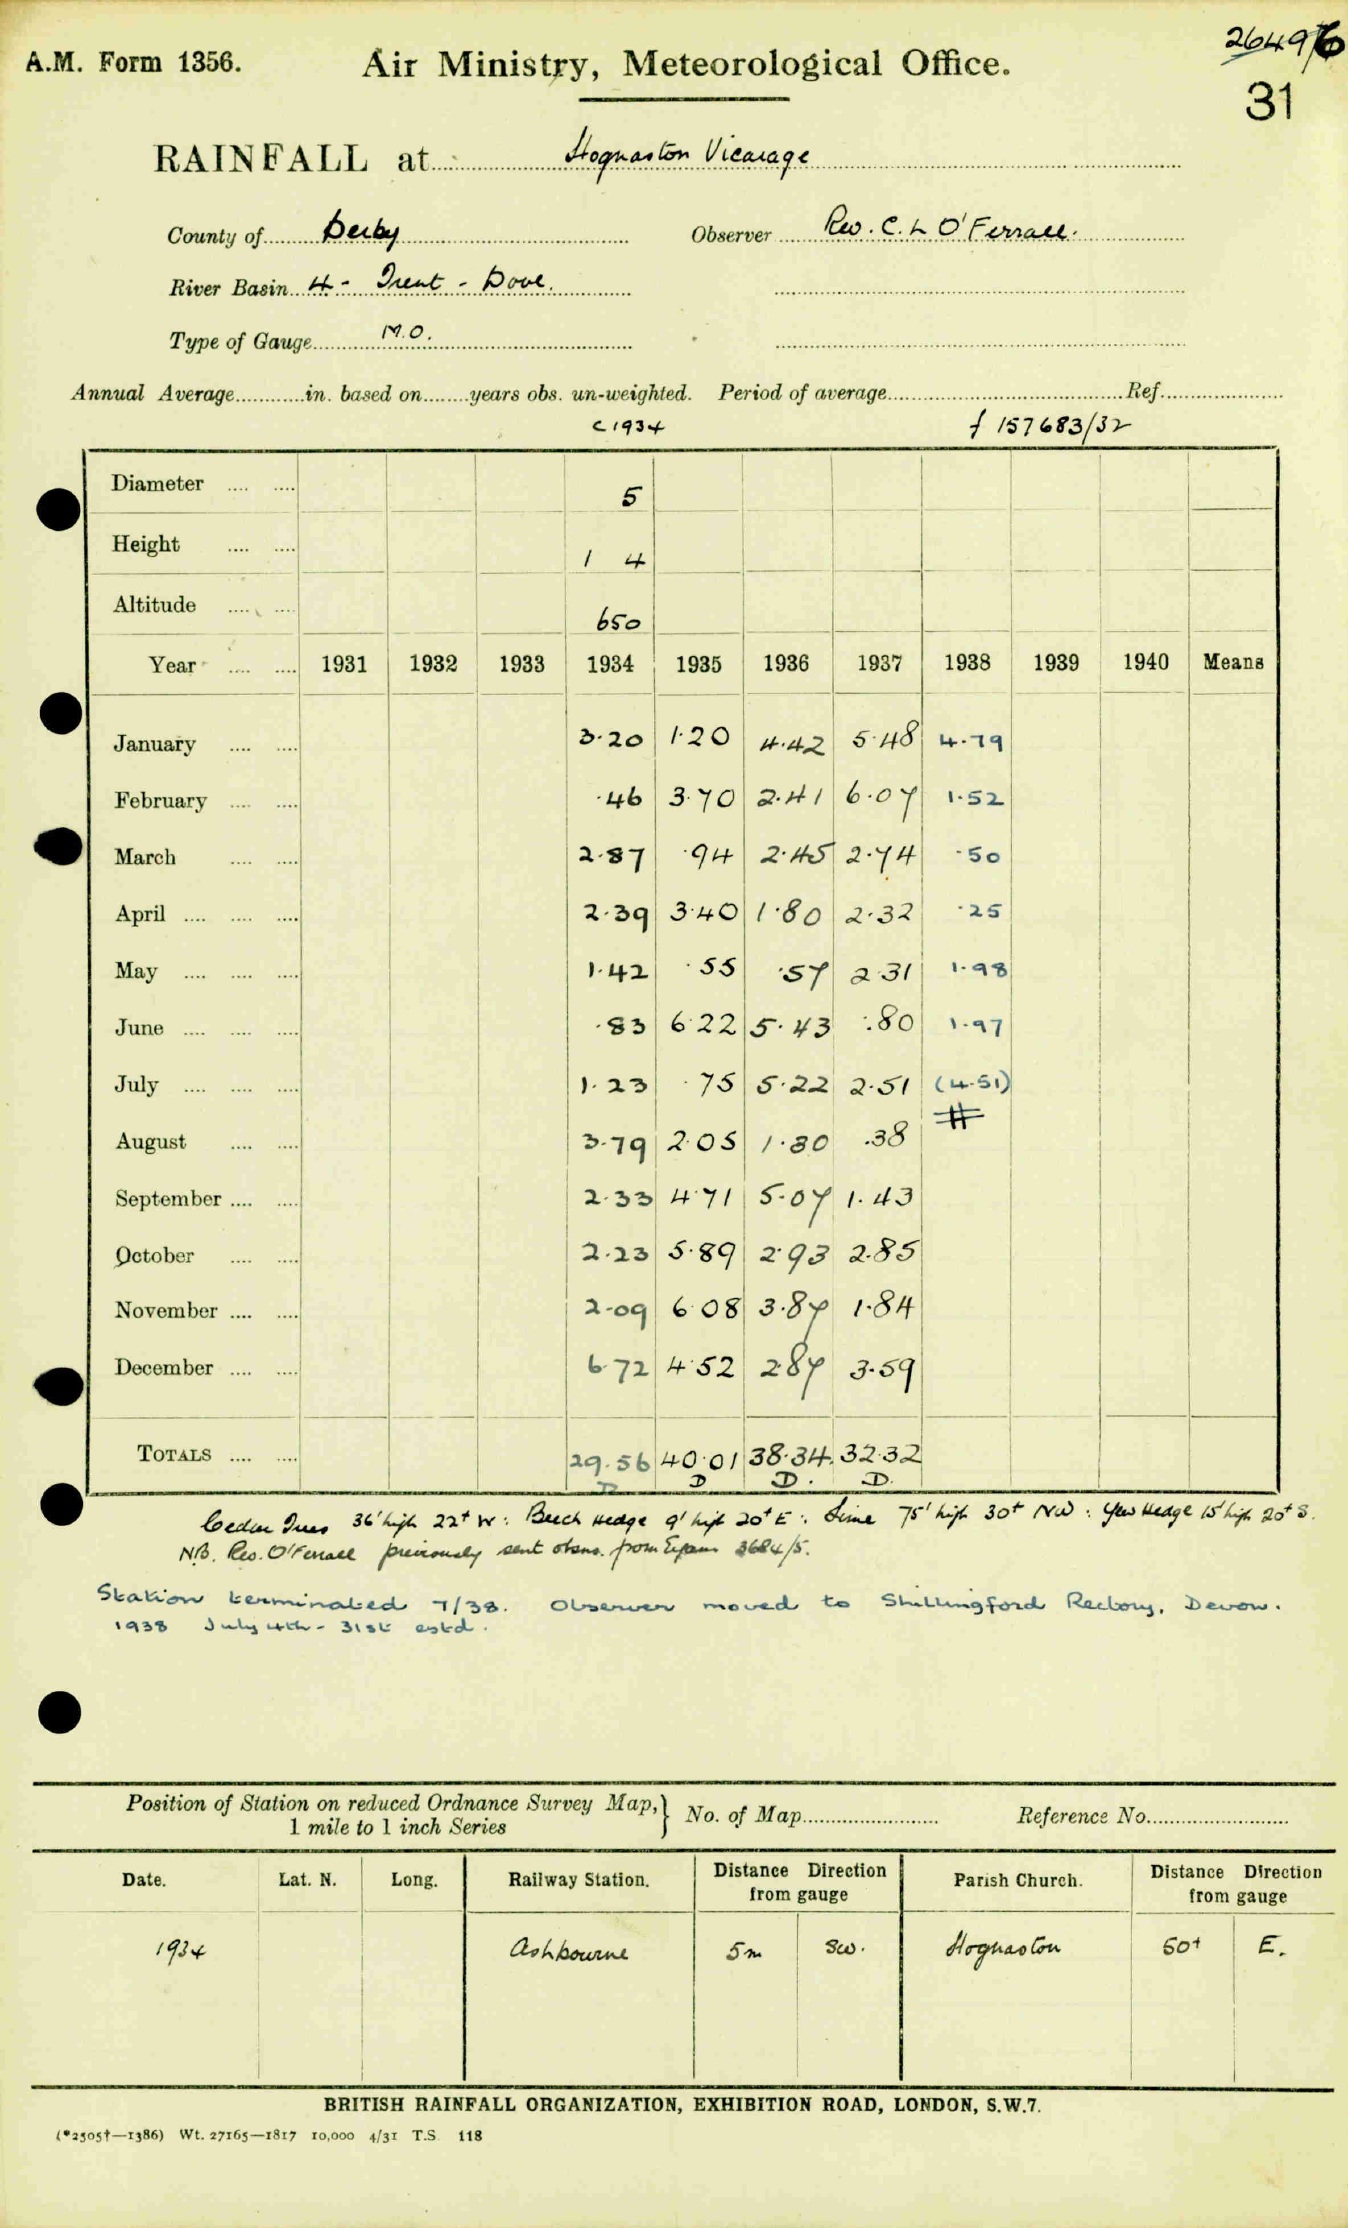 26496
A.M. Form 1356. Air Ministry, Meteorological Office.
31
RAINFALL at Hognaston Vicarage
County of Derby Observer Rev. C. L O'Ferrall.
River Basin 4 - Trent - Dove.
Type of Gauge M.O.
Annual Average in. based on years obs. un-weighted. Period of average Ref.
c 1934 f 157683/32
Diameter 5
Height 1 4
Altitude 650
Year 1931 1932 1933 1934 1935 1936 1937 1938 1939 1940 Means
January 3.20 1.20 4.42 5.48 4.79
February .46 3.70 2.41 6.07 1.52
March 2.87 .94 2.45 2.74 .50
April 2.39 3.40 1.80 2.32 .25
May 1.42 .55 .57 2.31 1.98
June .83 6.22 5.43 .80 1.97
July 1.23 .75 5.22 2.51 (4.51)
August 3.79 2.05 1.30 .38
September 2.33 4.71 5.07 1.43
October 2.23 5.89 2.93 2.85
November 2.09 6.08 3.87 1.84
December 6.72 4.52 2.87 3.59
TOTALS 29.56 40.01 38.34 32.32
D D. D.
Cedar Trees 36' high 22+ W: Beech Hedge 9' high 20+ E: Lime 75' high 30+ NW: Yew Hedge 15' high 20+ S.
NB. Rev. O'Ferrall previously sent obsns. from Eyam 3684/5.
Station terminated 7/38. Observer moved to Shillingford Rectory, Devon.
1938 July 4th - 31st estd.
Position of Station on reduced Ordnance Survey Map, } No. of Map Reference No.
1 mile to 1 inch Series
Date. Lat. N. Long. Railway Station. Distance Direction from gauge Parish Church. Distance Direction from gauge
1934 Ashbourne 5m SW. Hognaston 50+ E.
BRITISH RAINFALL ORGANIZATION, EXHIBITION ROAD, LONDON, S.W.7.
(*2505†—1386) Wt. 27165—1817 10,000 4/31 T.S. 118